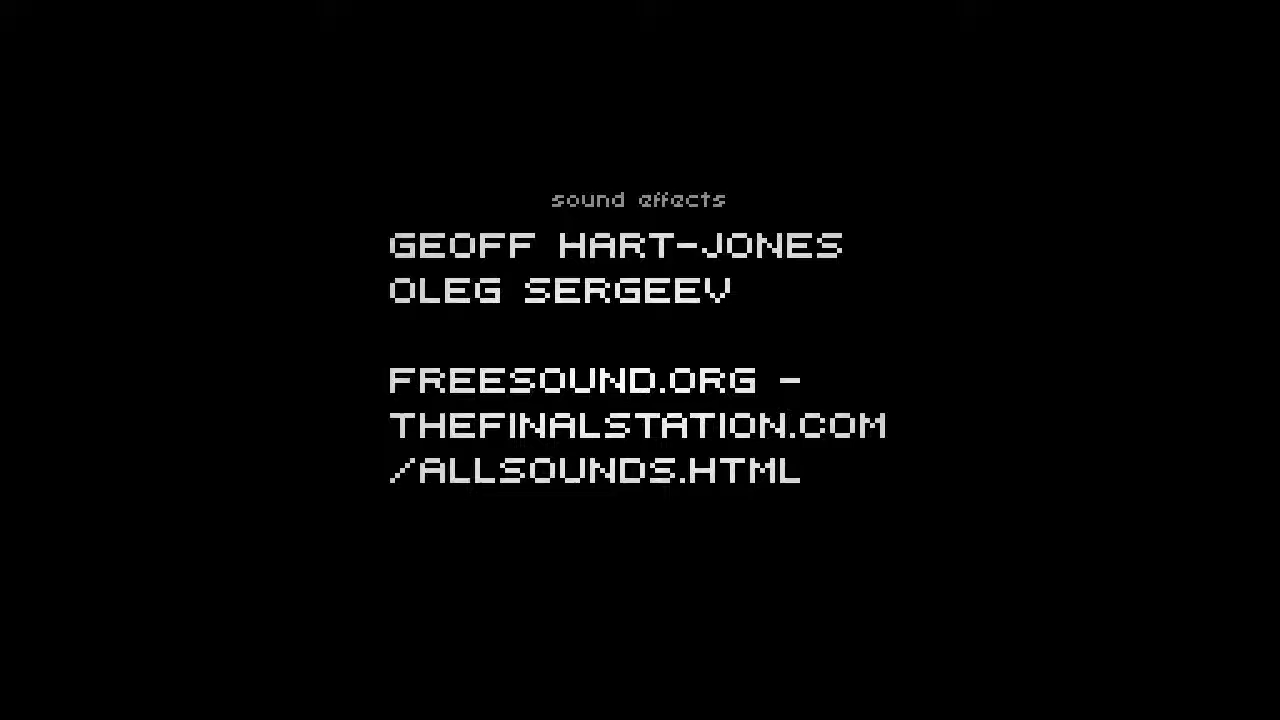 sound effects
GEOFF HART-JONES
OLEG SERGEEV
FREESOUND.ORG -
THEFINALSTATION.COM
/ALLSOUNDS.HTML